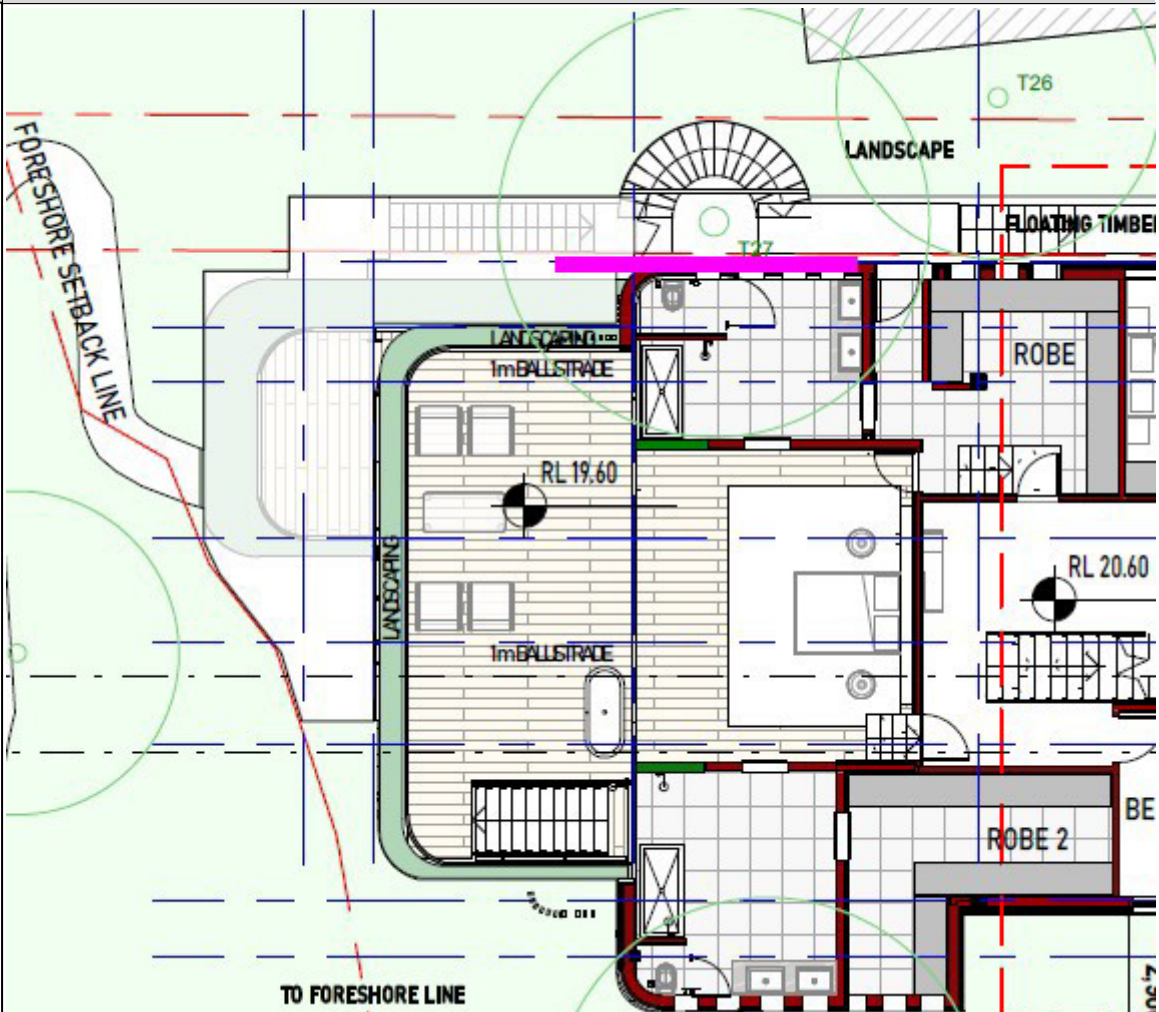 T26
FORESHORE SETBACK LINE
LANDSCAPE
FLOATING TIMBE
T27
LANDSCAPING
1m BALUSTRADE
ROBE
RL 19.60
LANDSCAPING
RL 20.60
1m BALUSTRADE
BE
ROBE 2
TO FORESHORE LINE